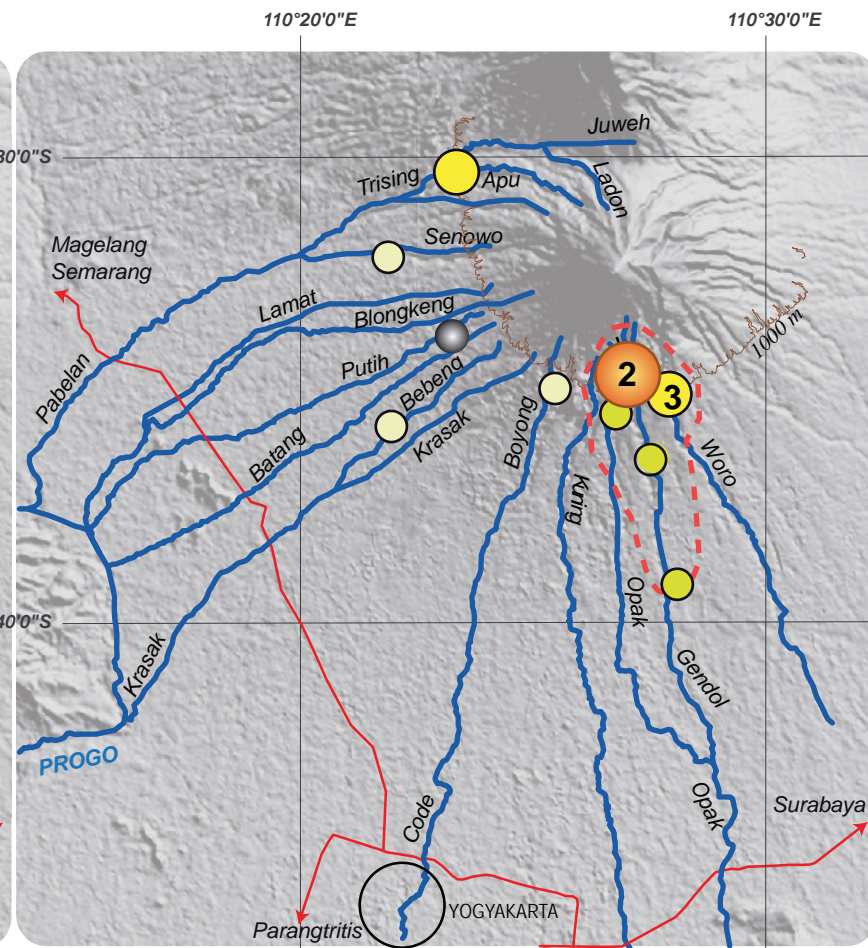 110°20'0"E
110°30'0"E
30'0"S
Juweh
Trising
Apu
Ladon
Senowo
Magelang
Semarang
Lamat
Blongkeng
1000 m
Putih
Bebeng
2
3
Pabelan
Krasak
Boyong
Woro
Batang
Kuning
Opak
40'0"S
Krasak
Gendol
PROGO
Code
Opak
Surabaya
YOGYAKARTA
Parangtritis